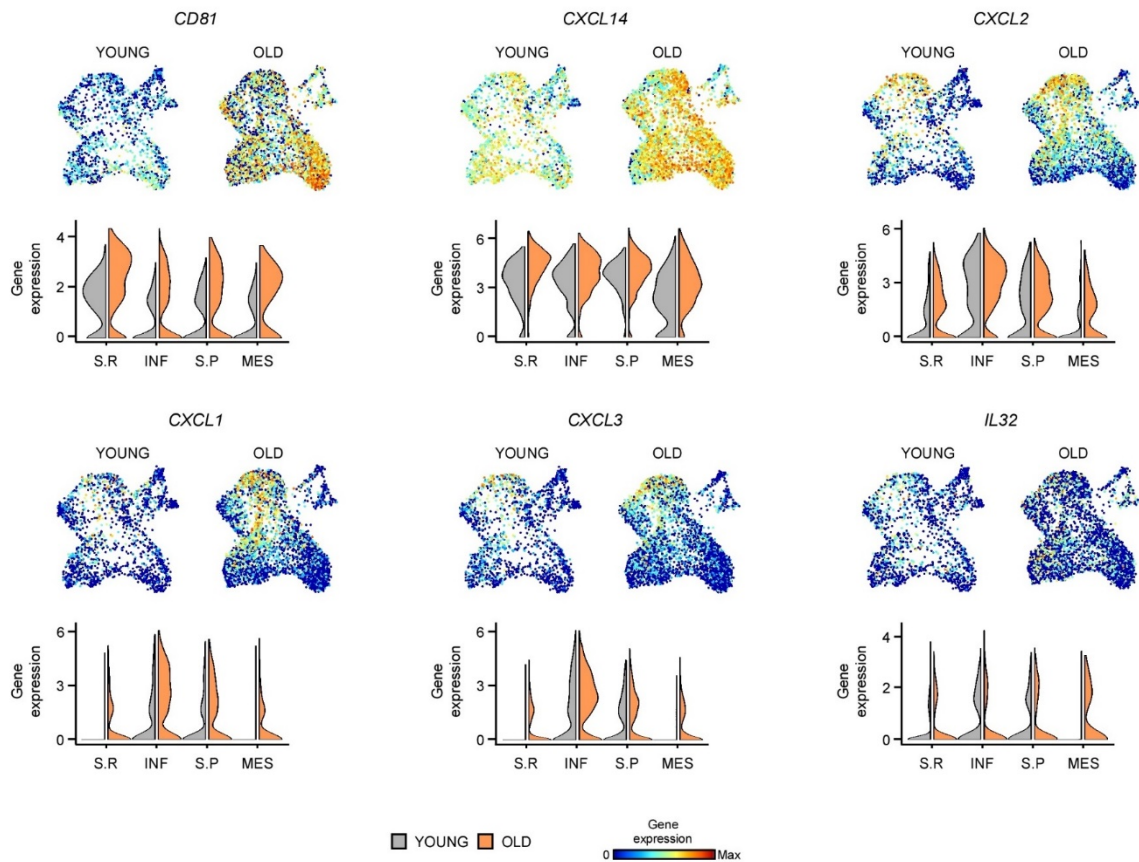 CD81 CXCL14 CXCL2
YOUNG OLD YOUNG OLD YOUNG OLD
4 6 6
Gene expression 2 Gene expression 3 Gene expression 3
0 0 0
S.R INF S.P MES S.R INF S.P MES S.R INF S.P MES
CXCL1 CXCL3 IL32
YOUNG OLD YOUNG OLD YOUNG OLD
6 6 4
Gene expression 3 Gene expression 3 Gene expression 2
0 0 0
S.R INF S.P MES S.R INF S.P MES S.R INF S.P MES
Gene
YOUNG OLD expression
0 Max